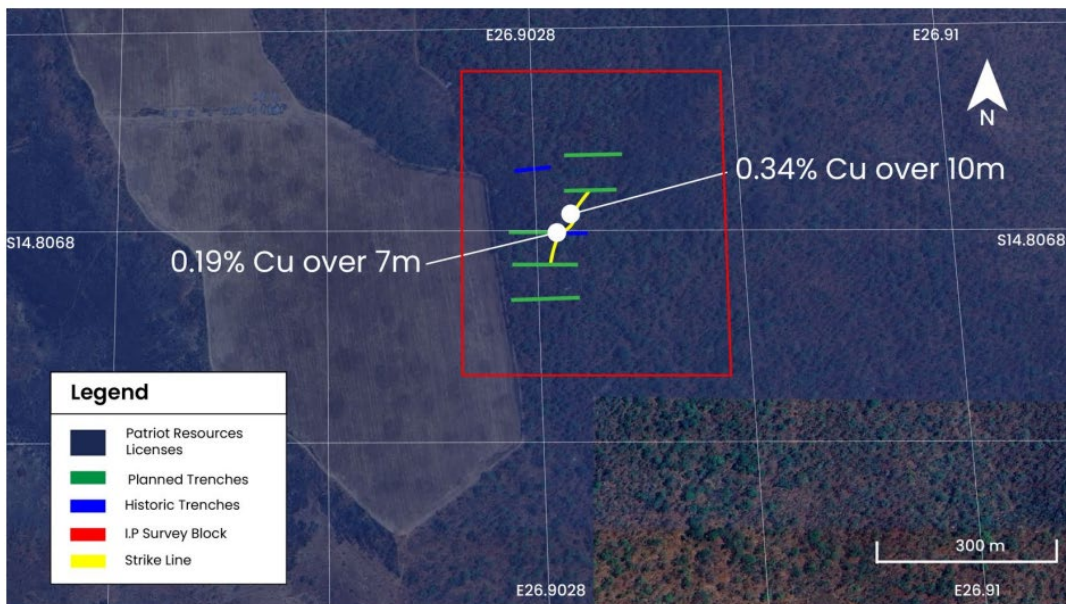 E26.9028
E26.91
N
0.34% Cu over 10m
S14.8068
S14.8068
0.19% Cu over 7m
Legend
Patriot Resources
Licenses
Planned Trenches
Historic Trenches
I.P Survey Block
Strike Line
300 m
E26.9028
E26.91